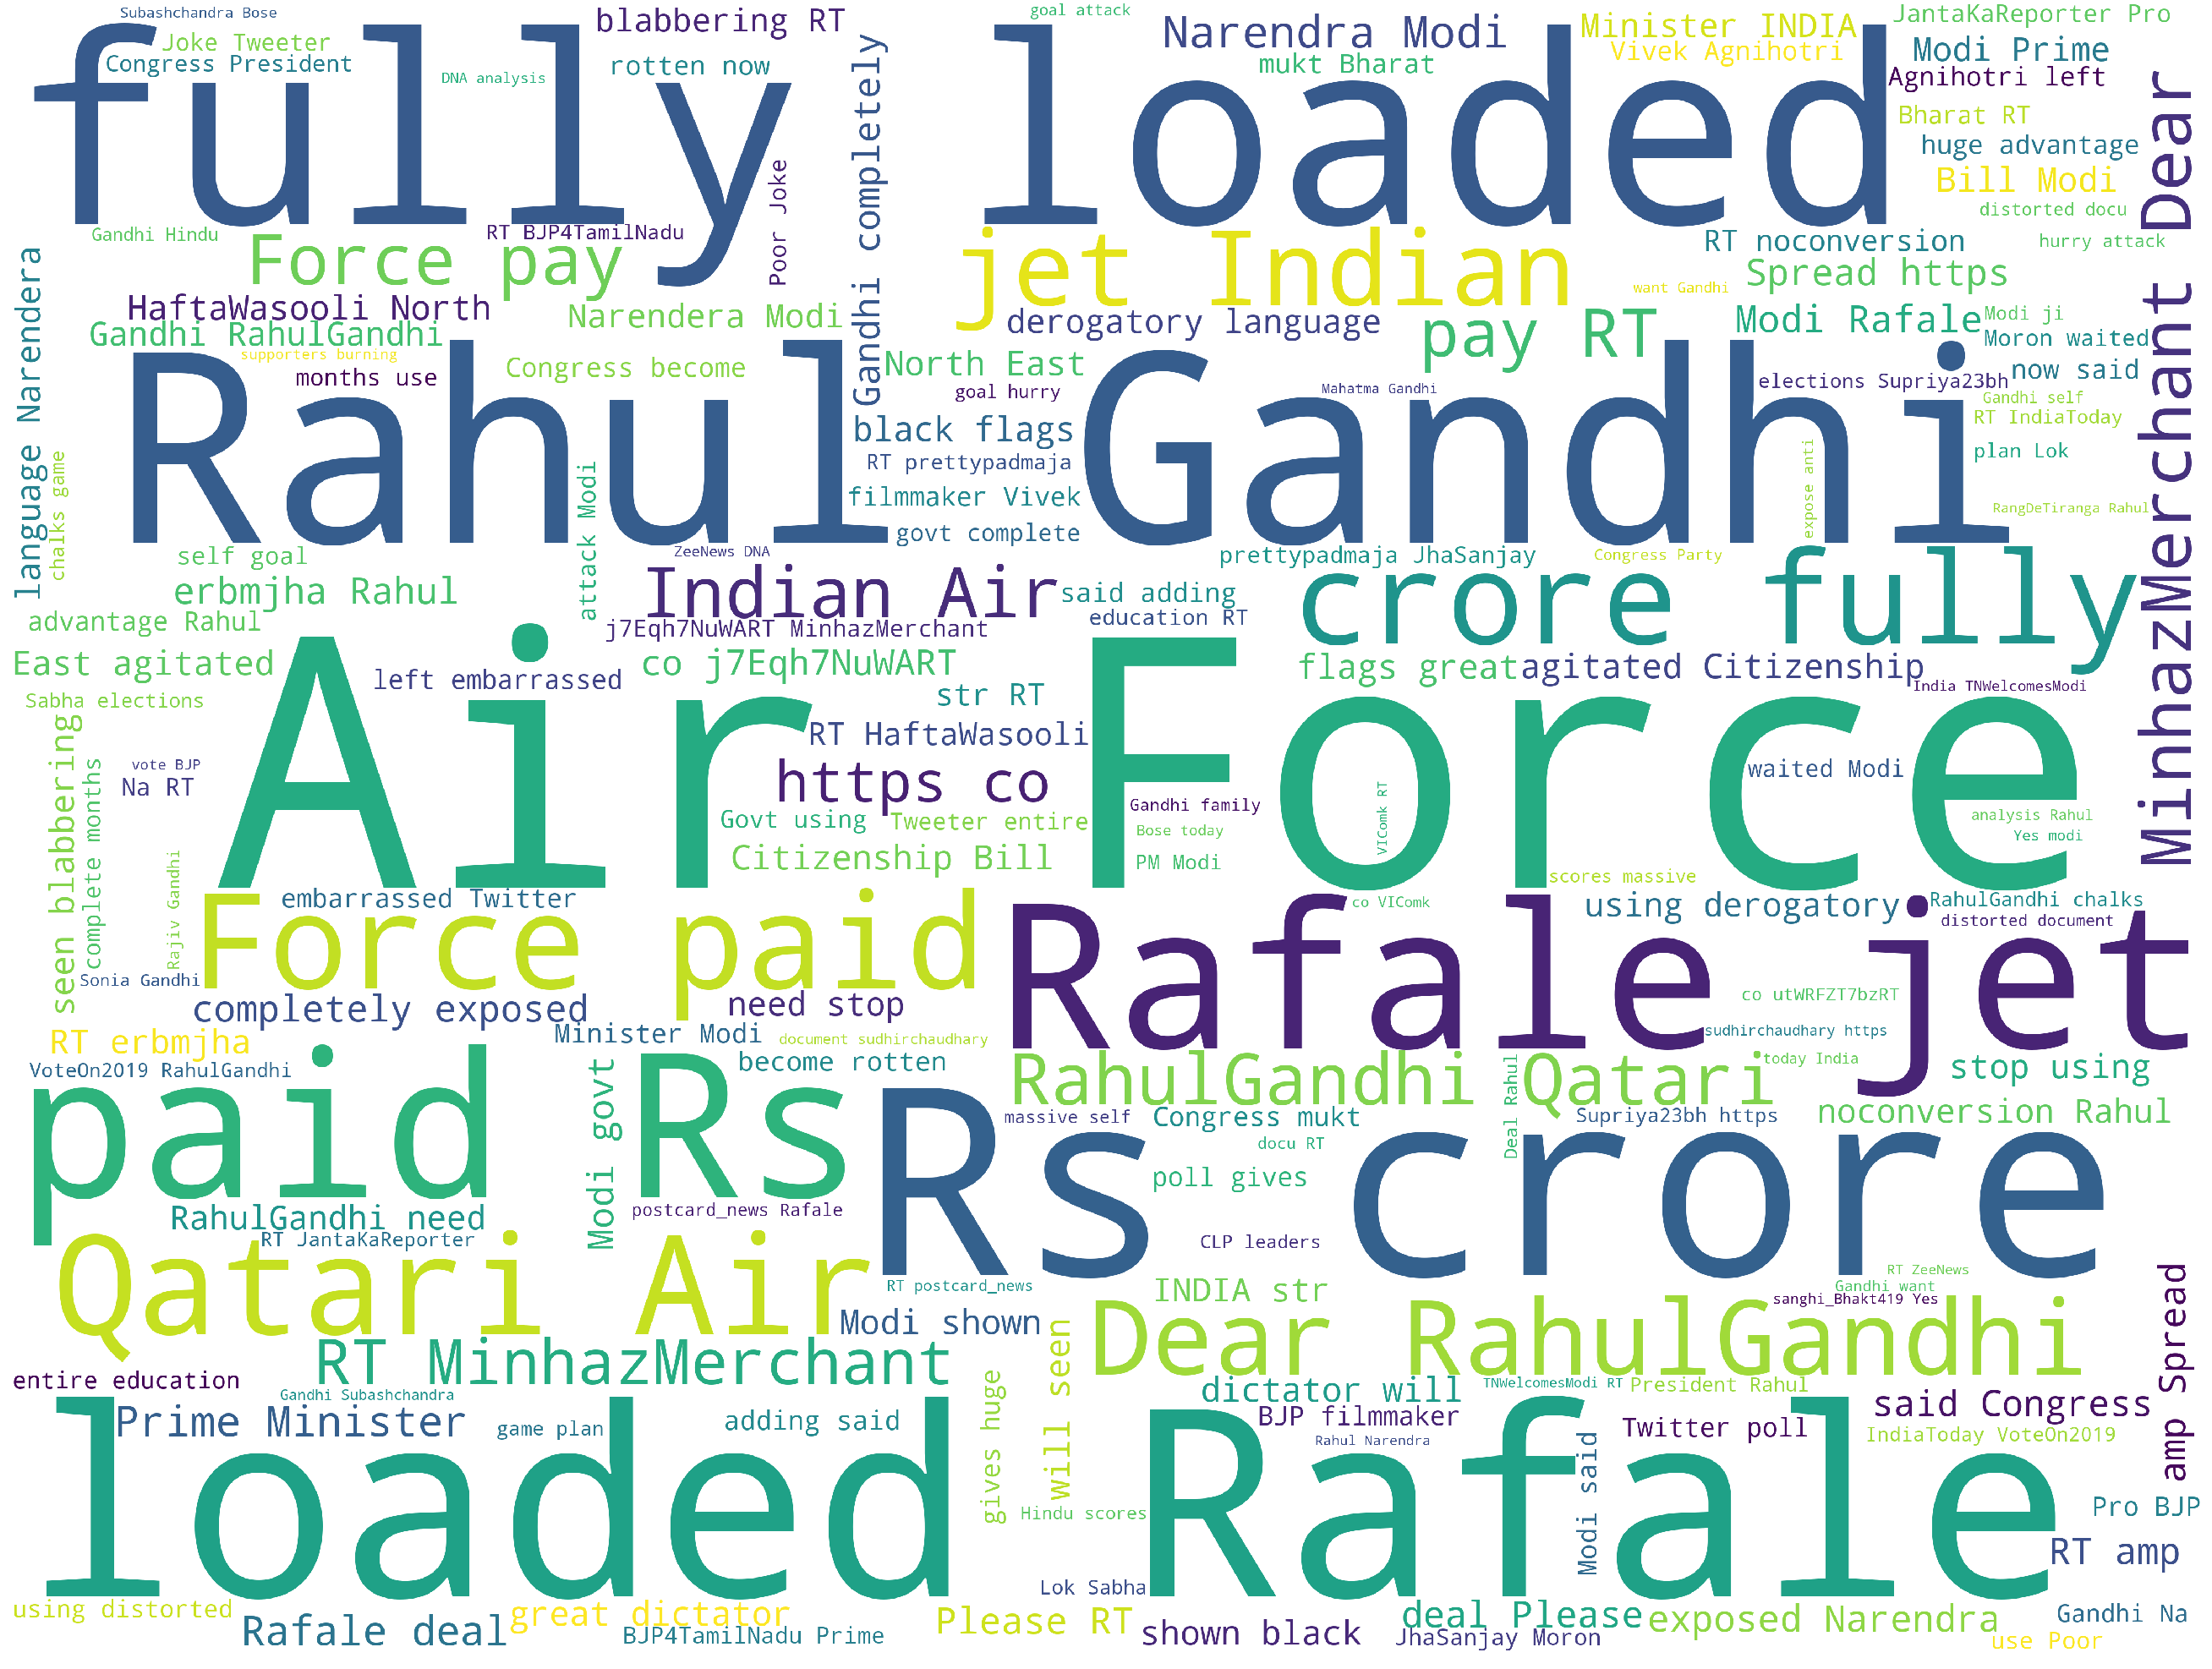 Subashchandra Bose
Joke Tweeter
Congress President
DNA analysis
blabbering RT
rotten now
goal attack
Narendra Modi
mukt Bharat
Minister INDIA
Vivek Agnihotri
JantaKaReporter Pro
Modi Prime
Agnihotri left
Bharat RT
huge advantage
Bill Modi
distorted docu
hurry attack
fully
loaded
Poor Joke
Gandhi completely
MinhazMerchant Dear
Gandhi Hindu
RT BJP4TamilNadu
Force pay
jet Indian
RT noconversion
Spread https
want Gandhi
language Narendera
HaftaWasooli North
Narendera Modi
derogatory language
pay RT
Modi Rafale
Modi ji
Moron waited
Gandhi RahulGandhi
supporters burning
months use
Congress become
North East
goal hurry
Mahatma Gandhi
elections Supriya23bh
now said
Gandhi self
RT IndiaToday
plan Lok
Rahul Gandhi
black flags
RT prettypadmaja
filmmaker Vivek
govt complete
expose anti
RangDeTiranga Rahul
chalks game
attack Modi
self goal
ZeeNews DNA
prettypadmaja JhaSanjay
Congress Party
erbmjha Rahul
Indian Air
said adding
education RT
crore fully
advantage Rahul
j7Eqh7NuWART MinhazMerchant
East agitated
left embarrassed
co j7Eqh7NuWART
flags great
agitated Citizenship
India TNWelcomesModi
Sabha elections
str RT
Air Force
RT HaftaWasooli
seen blabbering
complete months
vote BJP
Na RT
https co
waited Modi
Gandhi family
VIComk RT
Govt using
Tweeter entire
Bose today
analysis Rahul
Yes modi
Citizenship Bill
PM Modi
Rajiv Gandhi
embarrassed Twitter
scores massive
co VIComk
using derogatory
RahulGandhi chalks
distorted document
Force paid
Rafale jet
Sonia Gandhi
completely exposed
need stop
co utWRFZT7bzRT
RT erbmjha
Minister Modi
document sudhirchaudhary
sudhirchaudhary https
VoteOn2019 RahulGandhi
become rotten
RahulGandhi Qatari
today India
stop using
paid Rs
Modi govt
Deal Rahul
massive self
Congress mukt
Supriya23bh https
noconversion Rahul
docu RT
Rs crore
poll gives
RahulGandhi need
postcard_news Rafale
RT JantaKaReporter
CLP leaders
Qatari Air
RT postcard_news
INDIA str
RT ZeeNews
Gandhi want
sanghi_Bhakt419 Yes
Modi shown
Dear RahulGandhi
amp Spread
RT MinhazMerchant
will seen
gives huge
entire education
Gandhi Subashchandra
dictator will
TNWelcomesModi RT
President Rahul
said Congress
Prime Minister
game plan
adding said
BJP filmmaker
Rahul Narendra
Twitter poll
IndiaToday VoteOn2019
Modi said
loaded
Rafale
Hindu scores
Pro BJP
RT amp
Lok Sabha
using distorted
great dictator
Please RT
deal Please
exposed Narendra
Gandhi Na
Rafale deal
BJP4TamilNadu Prime
shown black
JhaSanjay Moron
use Poor